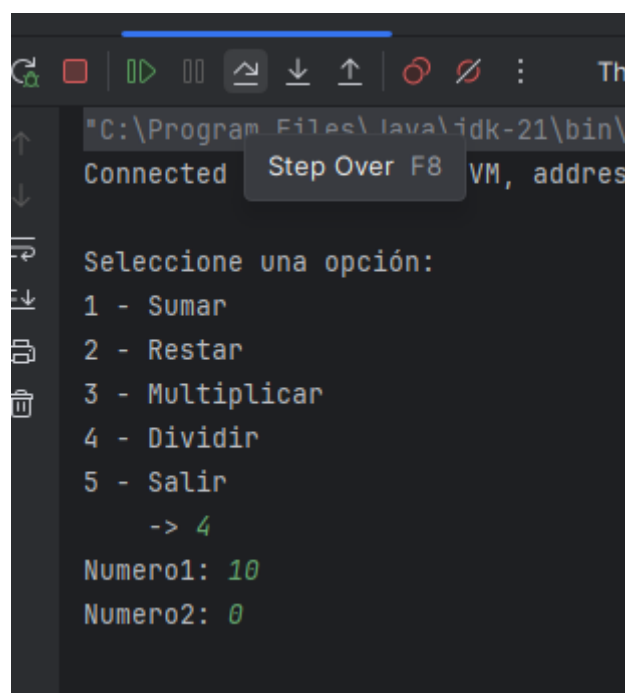 Th
"C:\Program Files\Java\jdk-21\bin\
Connected VM, addres
Step Over F8
Seleccione una opción:
1 - Sumar
2 - Restar
3 - Multiplicar
4 - Dividir
5 - Salir
-> 4
Numero1: 10
Numero2: 0